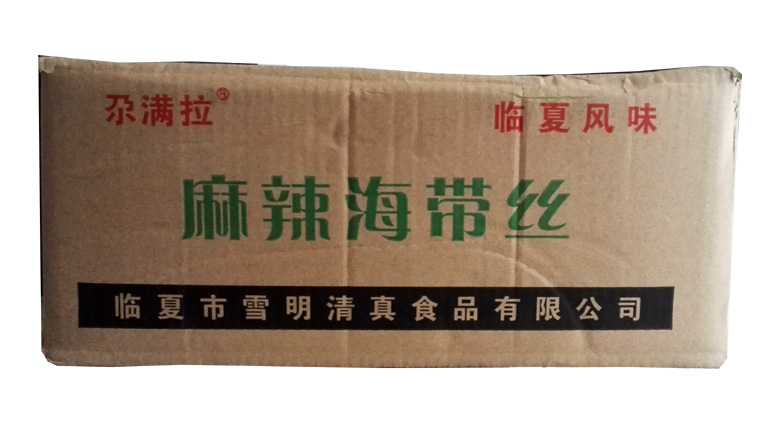 尕满拉®
临夏风味
麻辣海带丝
临夏市雪明清真食品有限公司